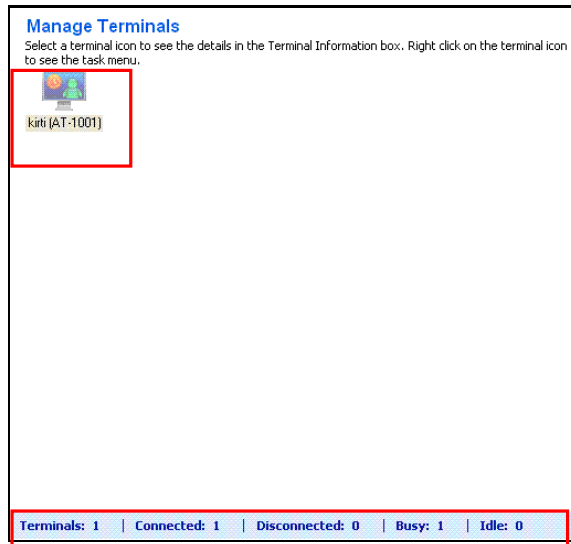 Manage Terminals
Select a terminal icon to see the details in the Terminal Information box. Right click on the terminal icon
to see the task menu.
kirti (AT-1001)
Terminals: 1 | Connected: 1 | Disconnected: 0 | Busy: 1 | Idle: 0